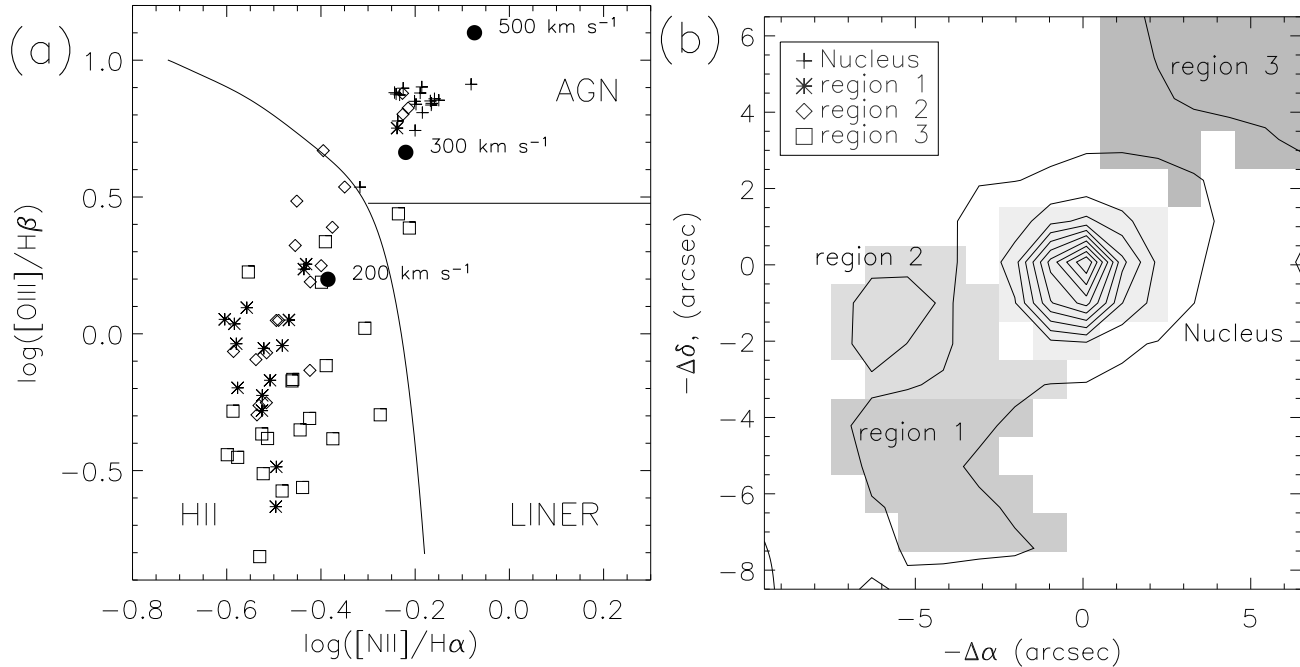 (a)
500 km s⁻¹
AGN
300 km s⁻¹
200 km s⁻¹
HII
LINER
1.0
0.5
0.0
−0.5
−0.8
−0.6
−0.4
−0.2
0.0
0.2
log([OIII]/Hβ)
log([NII]/Hα)
(b)
Nucleus
region 1
region 2
region 3
region 3
region 2
Nucleus
region 1
6
4
2
0
−2
−4
−6
−8
−5
0
5
−Δδ, (arcsec)
−Δα (arcsec)